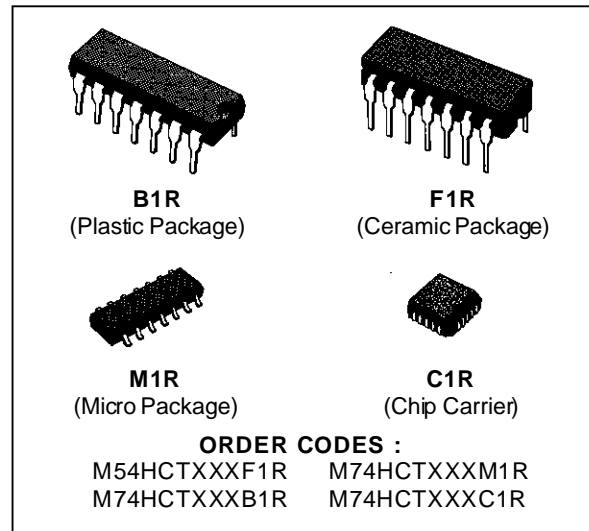 B1R F1R
(Plastic Package) (Ceramic Package)
M1R C1R
(Micro Package) (Chip Carrier)
ORDER CODES :
M54HCTXXXF1R M74HCTXXXM1R
M74HCTXXXB1R M74HCTXXXC1R